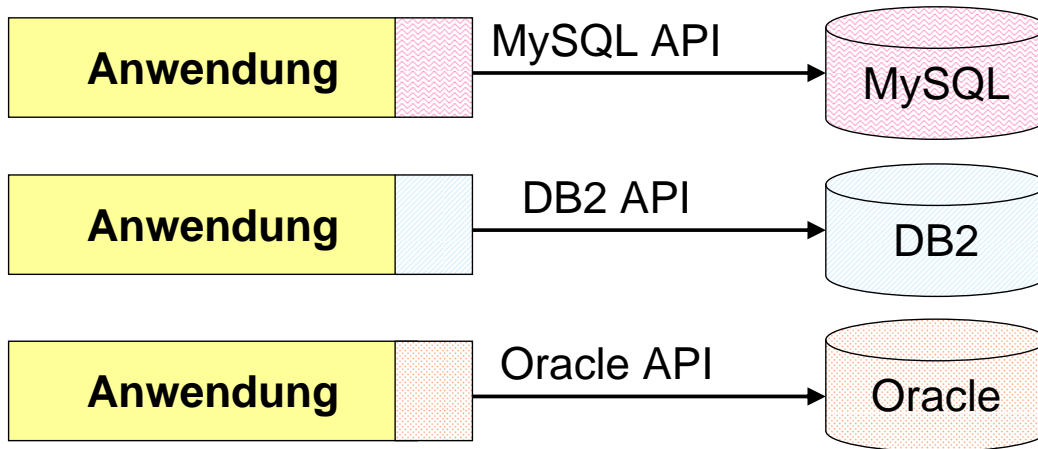 Anwendung
MySQL API
MySQL
Anwendung
DB2 API
DB2
Anwendung
Oracle API
Oracle